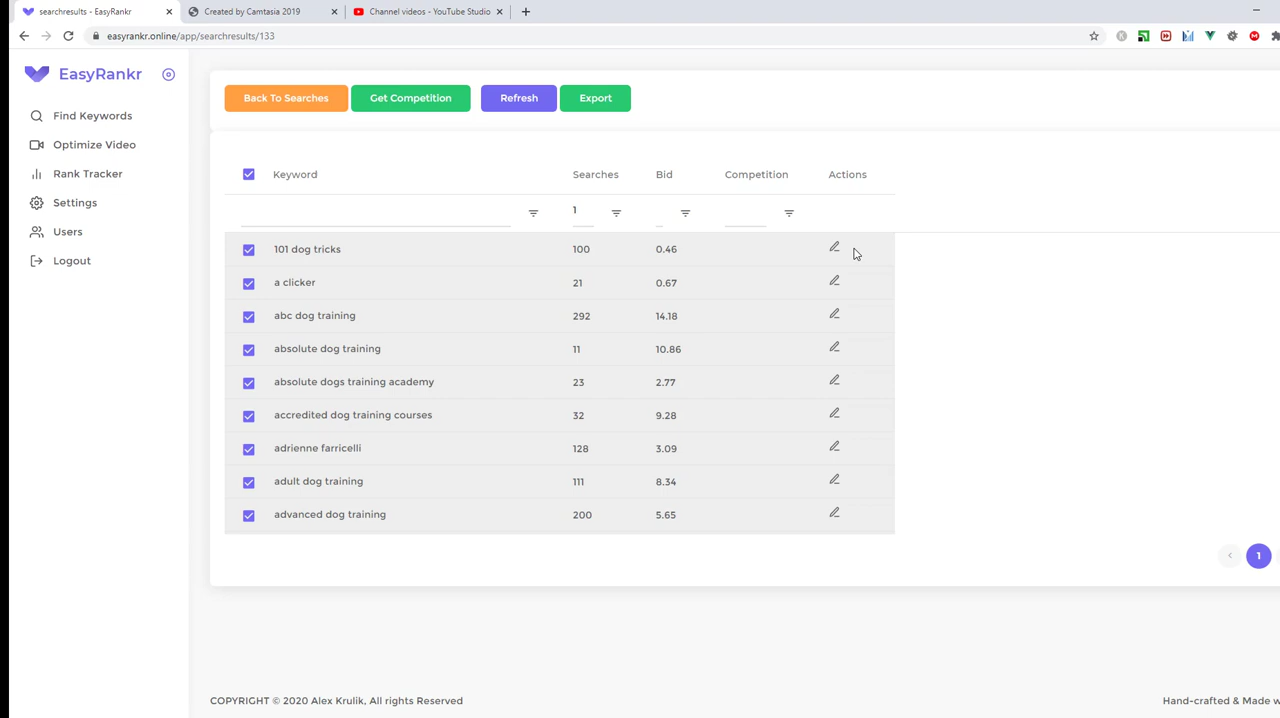 searchresults - EasyRankr
Created by Camtasia 2019
Channel videos - YouTube Studio
easyrankr.online/app/searchresults/133
EasyRankr
Find Keywords
Optimize Video
Rank Tracker
Settings
Users
Logout
Back To Searches Get Competition Refresh Export
Keyword Searches Bid Competition Actions
1
101 dog tricks 100 0.46
a clicker 21 0.67
abc dog training 292 14.18
absolute dog training 11 10.86
absolute dogs training academy 23 2.77
accredited dog training courses 32 9.28
adrienne farricelli 128 3.09
adult dog training 111 8.34
advanced dog training 200 5.65
1
COPYRIGHT © 2020 Alex Krulik, All rights Reserved
Hand-crafted & Made w